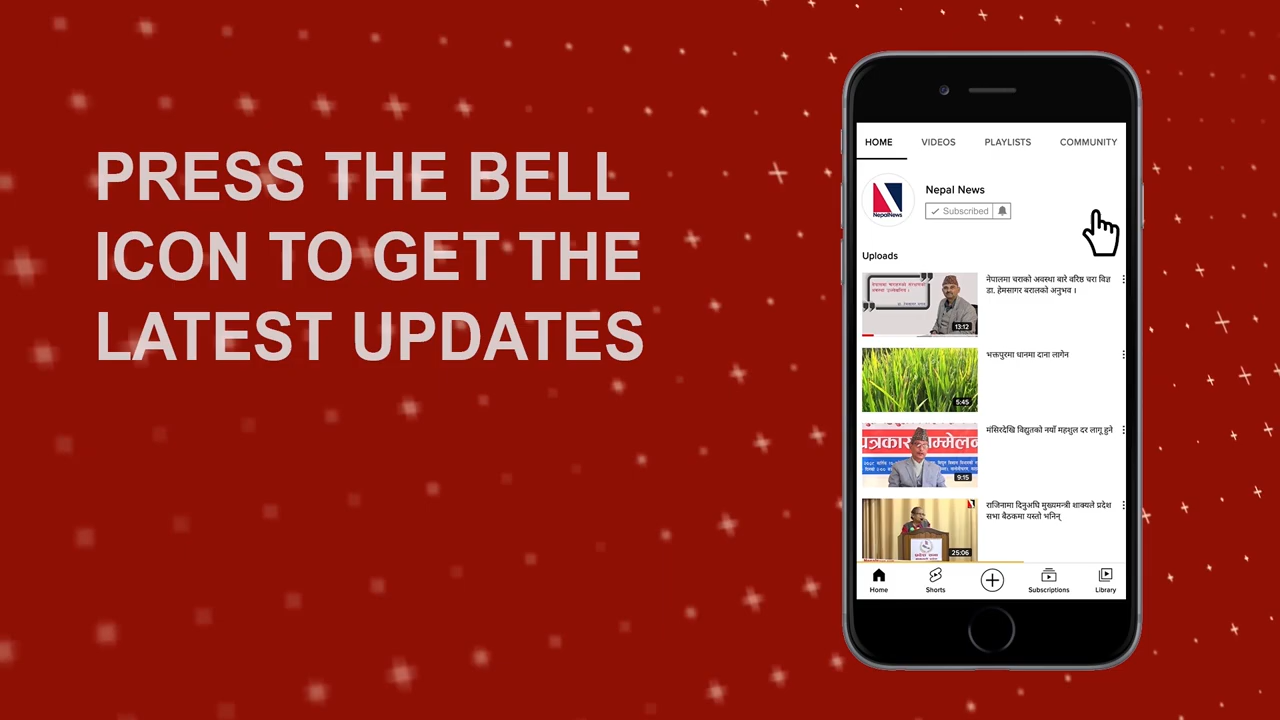 PRESS THE BELL
ICON TO GET THE
LATEST UPDATES
HOME VIDEOS PLAYLISTS COMMUNITY
NepalNews
Nepal News
Subscribed
Uploads
नेपालमा चराको अवस्था बारे वरिष्ठ चरा विज्ञ
डा. हेमसागर बरालको अनुभव ।
13:12
भक्तपुरमा धानमा दाना लागेन
5:45
मंसिरदेखि विद्युतको नयाँ महशुल दर लागू हुने
9:15
राजिनामा दिनुअघि मुख्यमन्त्री शाक्यले प्रदेश
सभा बैठकमा यस्तो भनिन्
25:06
Home Shorts Subscriptions Library